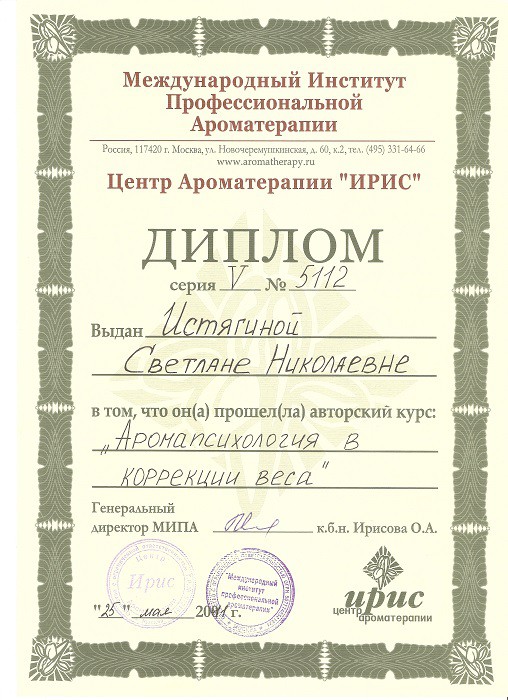 Международный Институт
Профессиональной
Ароматерапии
Россия, 117420 г. Москва, ул. Новочеремушкинская, д. 60, к.2, тел. (495) 331-64-66
www.aromatherapy.ru
Центр Ароматерапии "ИРИС"
ДИПЛОМ
серия V № 5112
Выдан Истягиной
Светлане Николаевне
в том, что он(а) прошел(ла) авторский курс:
„Аромапсихология в
коррекции веса"
Генеральный
директор МИПА к.б.н. Ирисова О.А.
Центр
Ирис
"Международный
институт
профессиональной
ароматерапии"
"25" мая г.
ирис
центр
ароматерапии